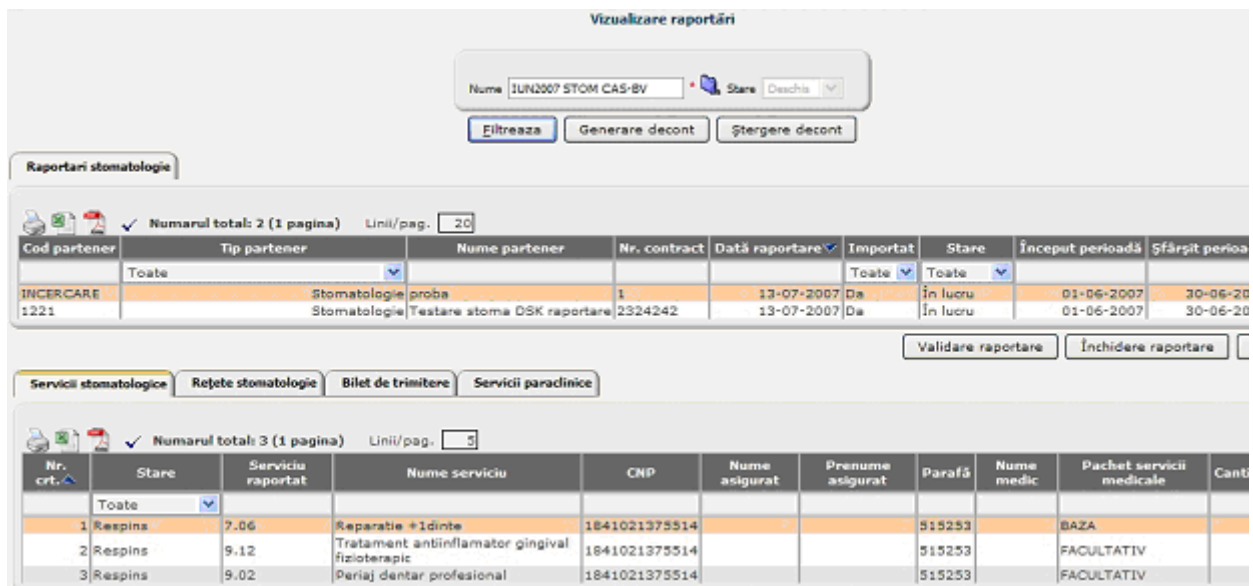 Vizualizare raportări
Nume IUN2007 STOM CAS-BV * Stare Deschis
Filtreaza Generare decont Ştergere decont
Raportari stomatologie
Numarul total: 2 (1 pagina) Linii/pag. 20
Cod partener Tip partener Nume partener Nr. contract Dată raportare Importat Stare Început perioadă Sfârşit perioa
Toate Toate Toate
INCERCARE Stomatologie proba 1 13-07-2007 Da În lucru 01-06-2007 30-06-20
1221 Stomatologie Testare stoma DSK raportare 2324242 13-07-2007 Da În lucru 01-06-2007 30-06-20
Validare raportare Închidere raportare
Servicii stomatologice Reţete stomatologie Bilet de trimitere Servicii paraclinice
Numarul total: 3 (1 pagina) Linii/pag. 5
Nr. crt. Stare Serviciu raportat Nume serviciu CNP Nume asigurat Prenume asigurat Parafă Nume medic Pachet servicii medicale Canti
Toate
1 Respins 7.06 Reparatie +1dinte 1841021375514 515253 BAZA
2 Respins 9.12 Tratament antiinflamator gingival fizioterapic 1841021375514 515253 FACULTATIV
3 Respins 9.02 Periaj dentar profesional 1841021375514 515253 FACULTATIV